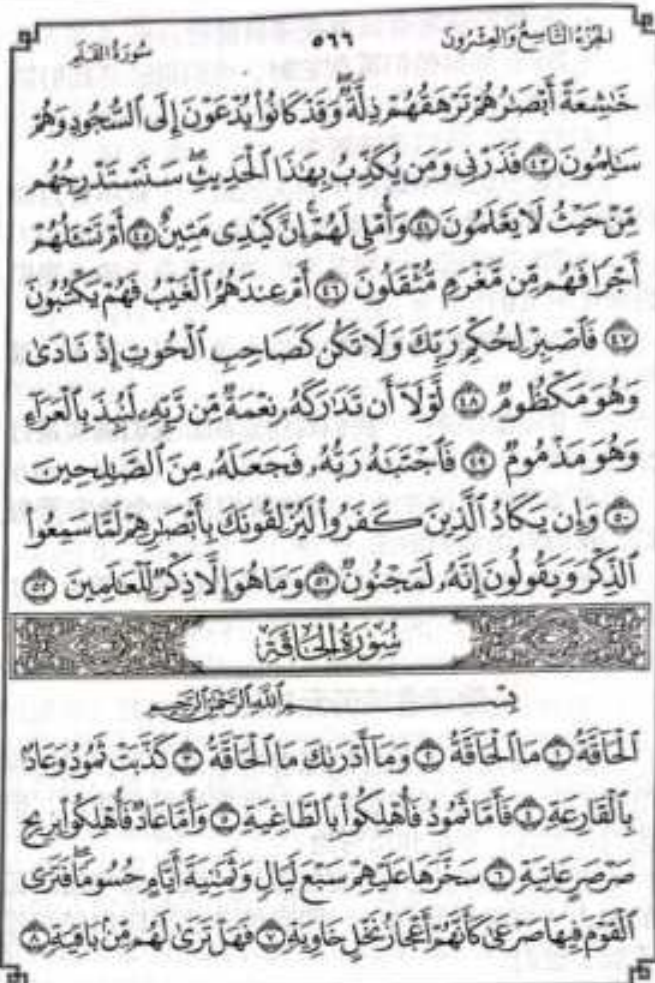 الجزء التاسع والعشرون ٥٦٦ سورة القلم
خَٰشِعَةً أَبْصَٰرُهُمْ تَرْهَقُهُمْ ذِلَّةٌ ۖ وَقَدْ كَانُوا۟ يُدْعَوْنَ إِلَى ٱلسُّجُودِ وَهُمْ
سَٰلِمُونَ ٤٣ فَذَرْنِى وَمَن يُكَذِّبُ بِهَٰذَا ٱلْحَدِيثِ ۖ سَنَسْتَدْرِجُهُم
مِّنْ حَيْثُ لَا يَعْلَمُونَ ٤٤ وَأُمْلِى لَهُمْ ۚ إِنَّ كَيْدِى مَتِينٌ ٤٥ أَمْ تَسْـَٔلُهُمْ
أَجْرًا فَهُم مِّن مَّغْرَمٍ مُّثْقَلُونَ ٤٦ أَمْ عِندَهُمُ ٱلْغَيْبُ فَهُمْ يَكْتُبُونَ
٤٧ فَٱصْبِرْ لِحُكْمِ رَبِّكَ وَلَا تَكُن كَصَاحِبِ ٱلْحُوتِ إِذْ نَادَىٰ
وَهُوَ مَكْظُومٌ ٤٨ لَّوْلَآ أَن تَدَٰرَكَهُۥ نِعْمَةٌ مِّن رَّبِّهِۦ لَنُبِذَ بِٱلْعَرَآءِ
وَهُوَ مَذْمُومٌ ٤٩ فَٱجْتَبَٰهُ رَبُّهُۥ فَجَعَلَهُۥ مِنَ ٱلصَّٰلِحِينَ
٥٠ وَإِن يَكَادُ ٱلَّذِينَ كَفَرُوا۟ لَيُزْلِقُونَكَ بِأَبْصَٰرِهِمْ لَمَّا سَمِعُوا۟
ٱلذِّكْرَ وَيَقُولُونَ إِنَّهُۥ لَمَجْنُونٌ ٥١ وَمَا هُوَ إِلَّا ذِكْرٌ لِّلْعَٰلَمِينَ ٥٢
سُورَةُ الحَاقَّةِ
بِسْمِ ٱللَّهِ ٱلرَّحْمَٰنِ ٱلرَّحِيمِ
ٱلْحَآقَّةُ ١ مَا ٱلْحَآقَّةُ ٢ وَمَآ أَدْرَىٰكَ مَا ٱلْحَآقَّةُ ٣ كَذَّبَتْ ثَمُودُ وَعَادٌۢ
بِٱلْقَارِعَةِ ٤ فَأَمَّا ثَمُودُ فَأُهْلِكُوا۟ بِٱلطَّاغِيَةِ ٥ وَأَمَّا عَادٌ فَأُهْلِكُوا۟ بِرِيحٍ
صَرْصَرٍ عَاتِيَةٍ ٦ سَخَّرَهَا عَلَيْهِمْ سَبْعَ لَيَالٍ وَثَمَٰنِيَةَ أَيَّامٍ حُسُومًا فَتَرَى
ٱلْقَوْمَ فِيهَا صَرْعَىٰ كَأَنَّهُمْ أَعْجَازُ نَخْلٍ خَاوِيَةٍ ٧ فَهَلْ تَرَىٰ لَهُم مِّنۢ بَاقِيَةٍ ٨